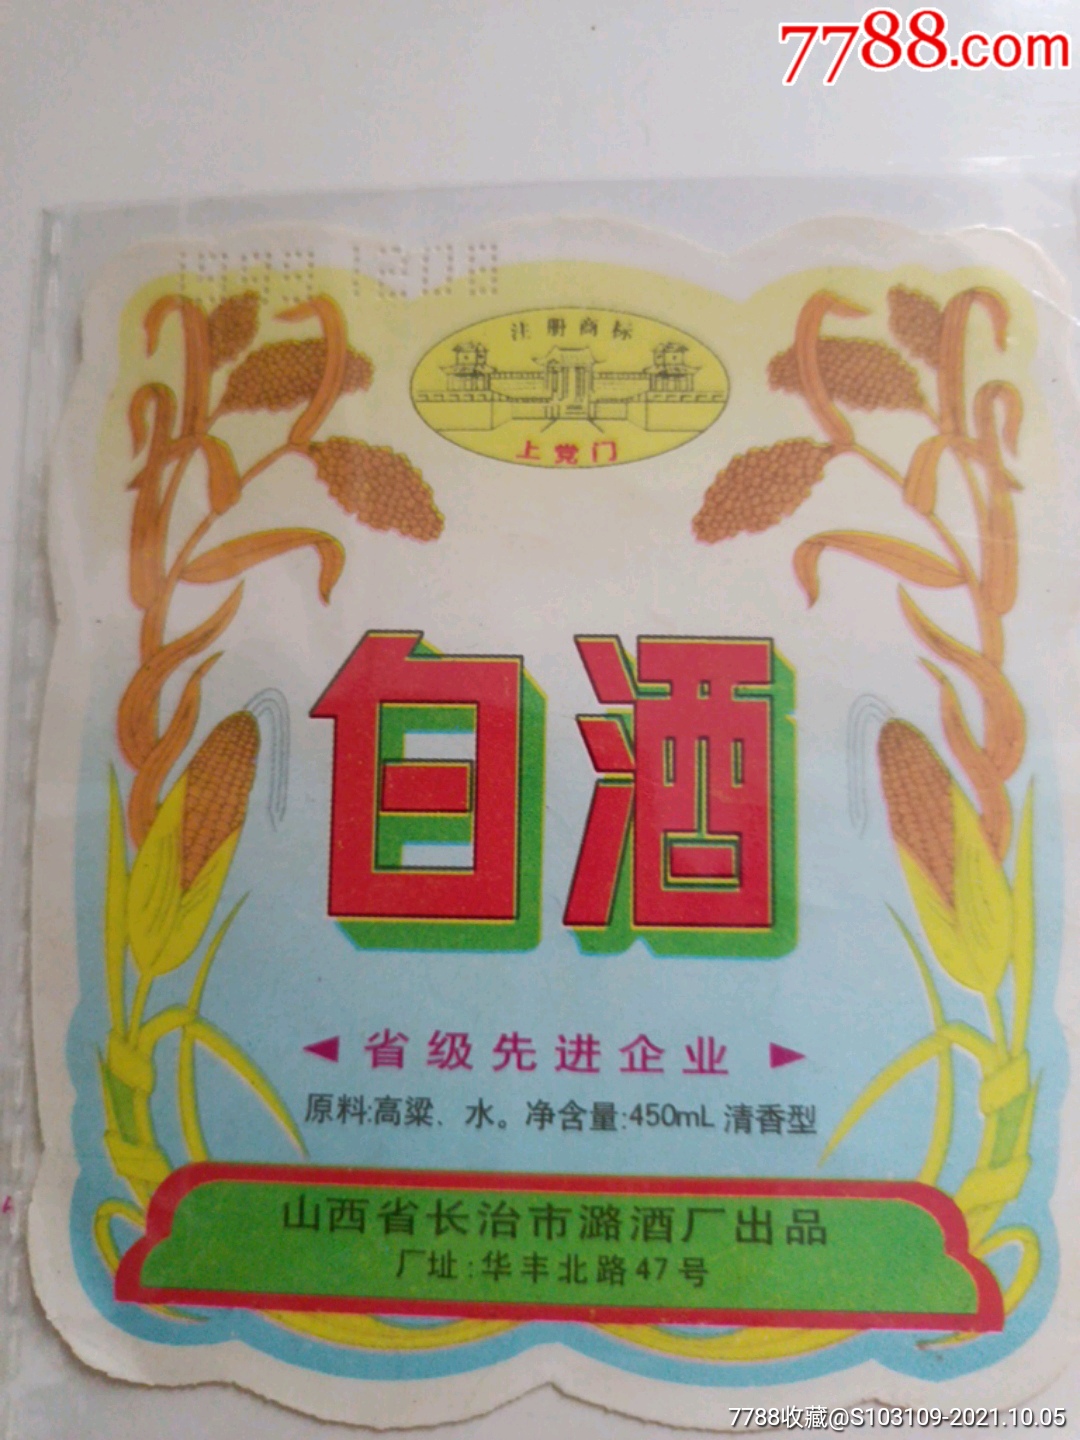 7788.com
19991208
注册商标
上党门
白酒
省级先进企业
原料:高粱、水。净含量:450mL 清香型
山西省长治市潞酒厂出品
厂址:华丰北路47号
7788收藏@S103109-2021.10.05